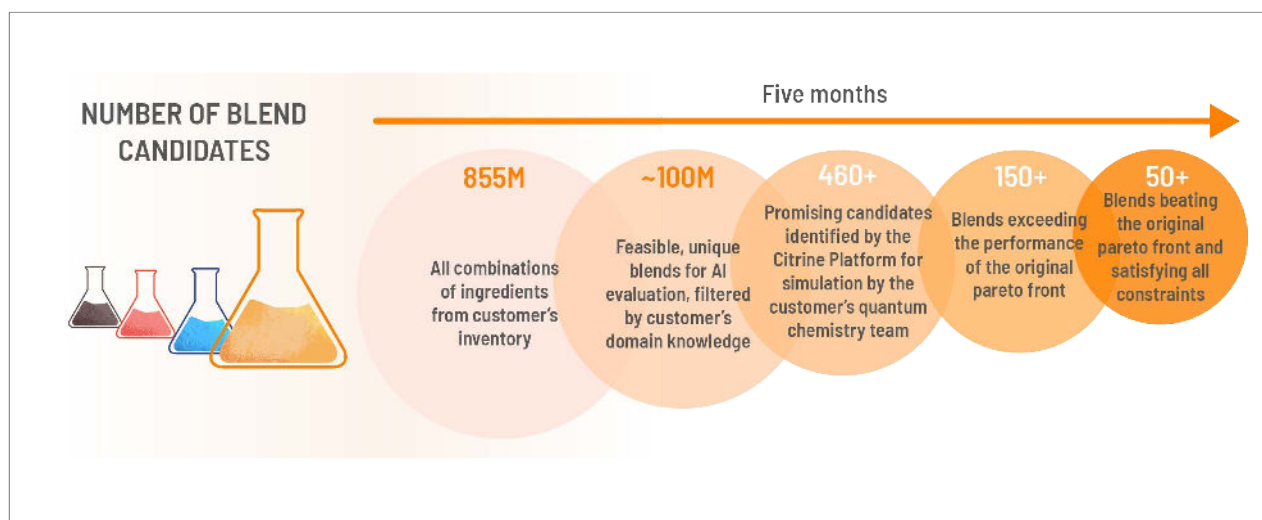 NUMBER OF BLEND
CANDIDATES
Five months
855M
All combinations
of ingredients
from customer's
inventory
~100M
Feasible, unique
blends for AI
evaluation, filtered
by customer's
domain knowledge
460+
Promising candidates
identified by the
Citrine Platform for
simulation by the
customer's quantum
chemistry team
150+
Blends exceeding
the performance
of the original
pareto front
50+
Blends beating
the original
pareto front and
satisfying all
constraints